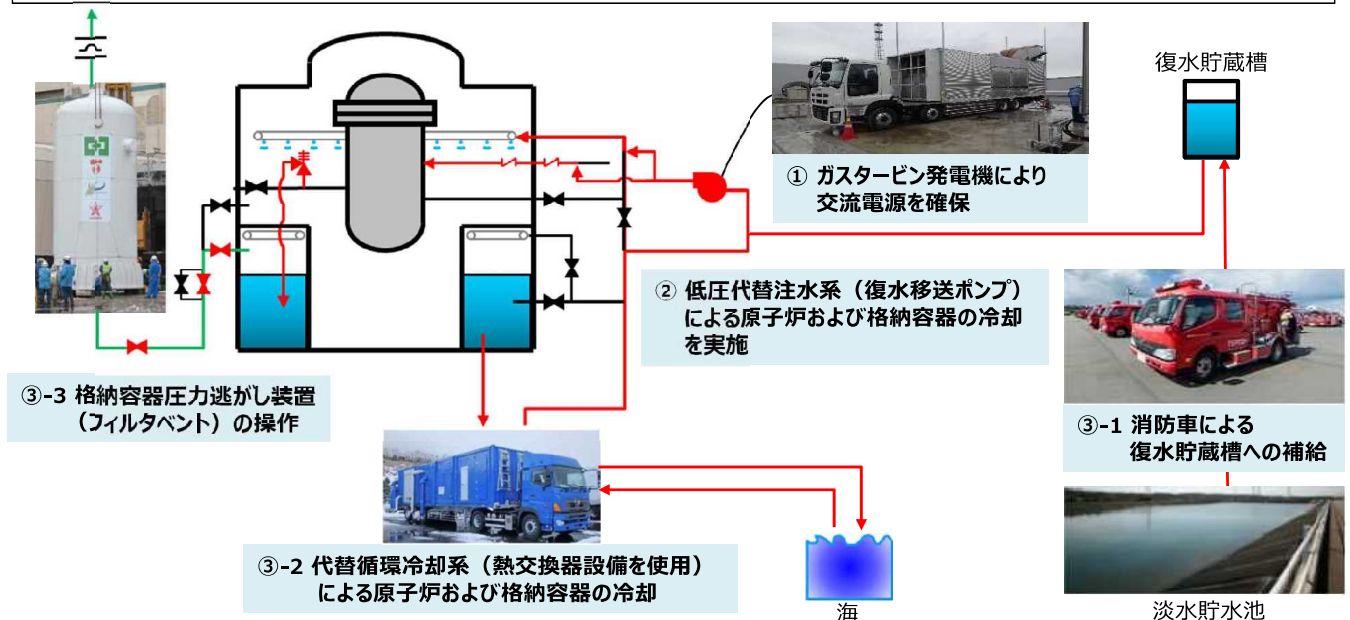 復水貯蔵槽
① ガスタービン発電機により
交流電源を確保
② 低圧代替注水系（復水移送ポンプ）
による原子炉および格納容器の冷却
を実施
③-3 格納容器圧力逃がし装置
（フィルタベント）の操作
③-1 消防車による
復水貯蔵槽への補給
③-2 代替循環冷却系（熱交換器設備を使用）
による原子炉および格納容器の冷却
海
淡水貯水池